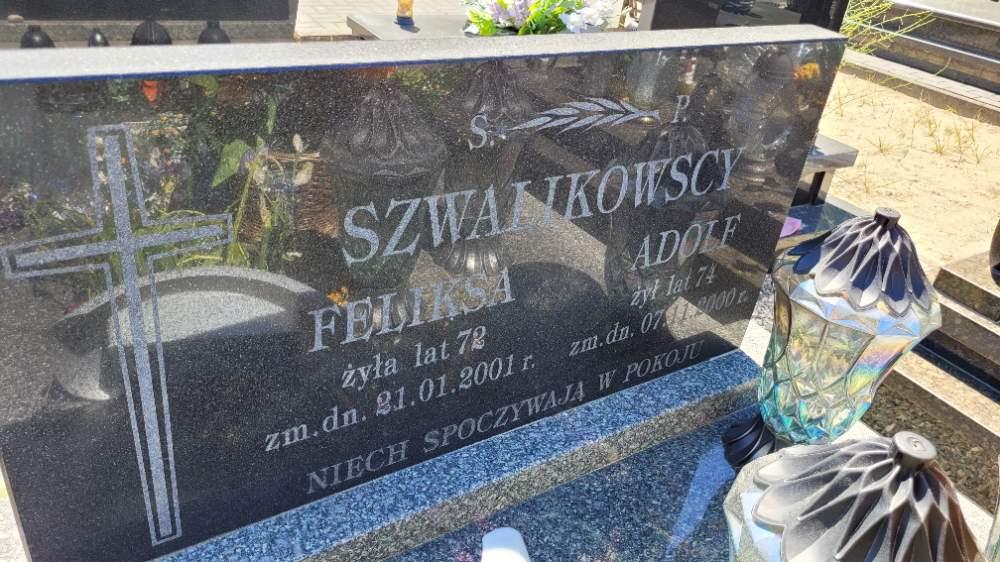 Ś. P.
SZWALIKOWSCY
FELIKSA
żyła lat 72
zm.dn. 21.01.2001 r.
ADOLF
żył lat 74
zm.dn. 07.11.2000 r.
NIECH SPOCZYWAJĄ W POKOJU